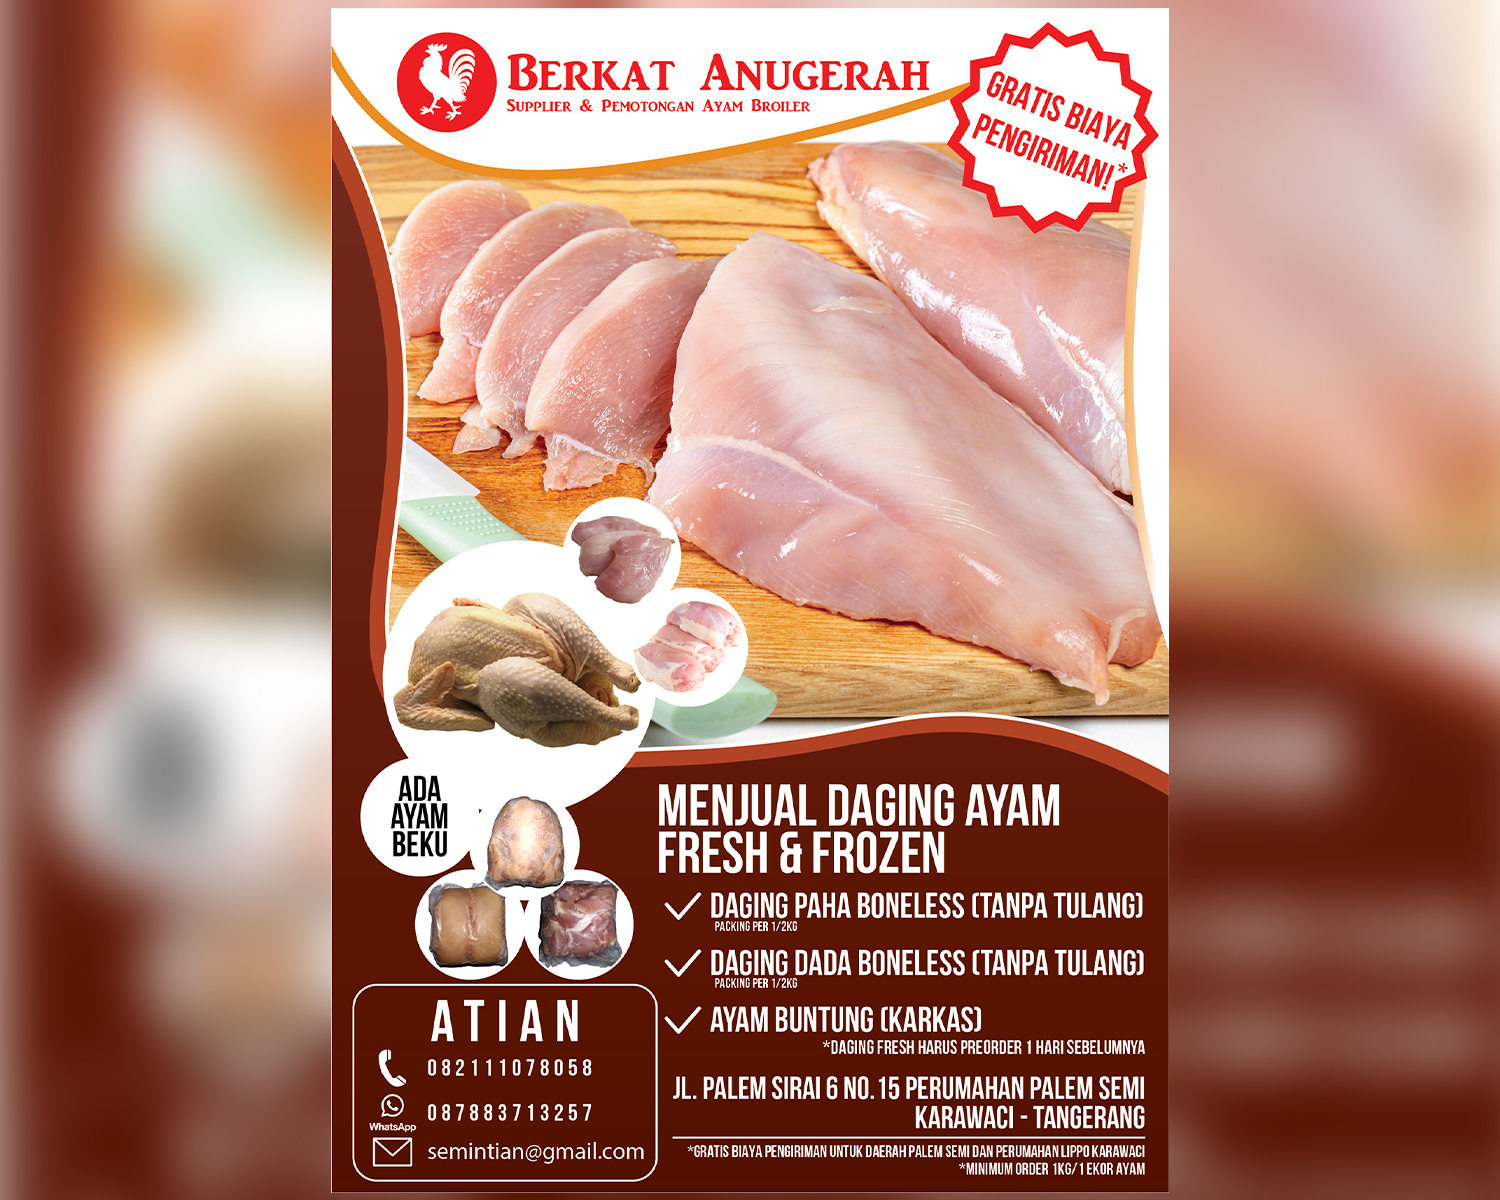 BERKAT ANUGERAH
SUPPLIER & PEMOTONGAN AYAM BROILER
GRATIS BIAYA
PENGIRIMAN!*
ADA
AYAM
BEKU
MENJUAL DAGING AYAM
FRESH & FROZEN
DAGING PAHA BONELESS (TANPA TULANG)
PACKING PER 1/2KG
DAGING DADA BONELESS (TANPA TULANG)
PACKING PER 1/2KG
AYAM BUNTUNG (KARKAS)
*DAGING FRESH HARUS PREORDER 1 HARI SEBELUMNYA
ATIAN
082111078058
WhatsApp
087883713257
semintian@gmail.com
JL. PALEM SIRAI 6 NO.15 PERUMAHAN PALEM SEMI
KARAWACI - TANGERANG
*GRATIS BIAYA PENGIRIMAN UNTUK DAERAH PALEM SEMI DAN PERUMAHAN LIPPO KARAWACI
*MINIMUM ORDER 1KG/1 EKOR AYAM